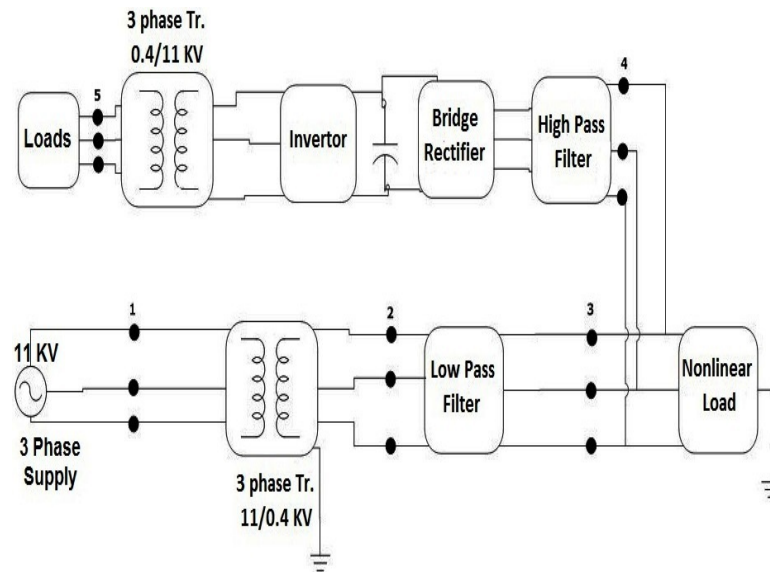 3 phase Tr.
0.4/11 KV
4
5
Loads
Invertor
Bridge
Rectifier
High Pass
Filter
1
2
3
11 KV
Low Pass
Filter
Nonlinear
Load
3 Phase
Supply
3 phase Tr.
11/0.4 KV